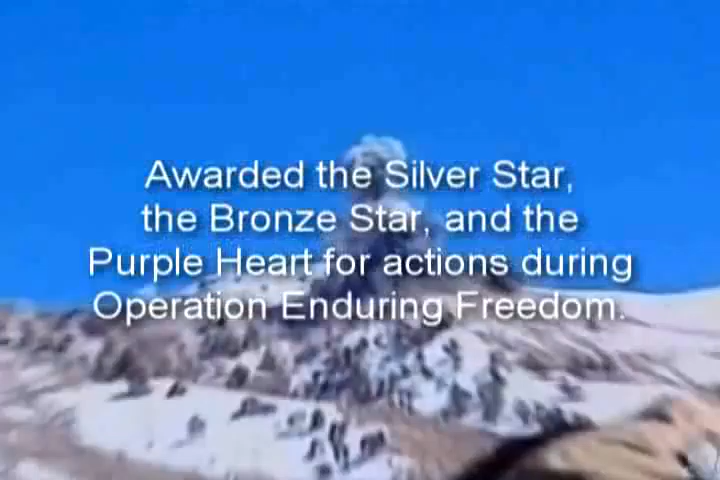 Awarded the Silver Star,
the Bronze Star, and the
Purple Heart for actions during
Operation Enduring Freedom.